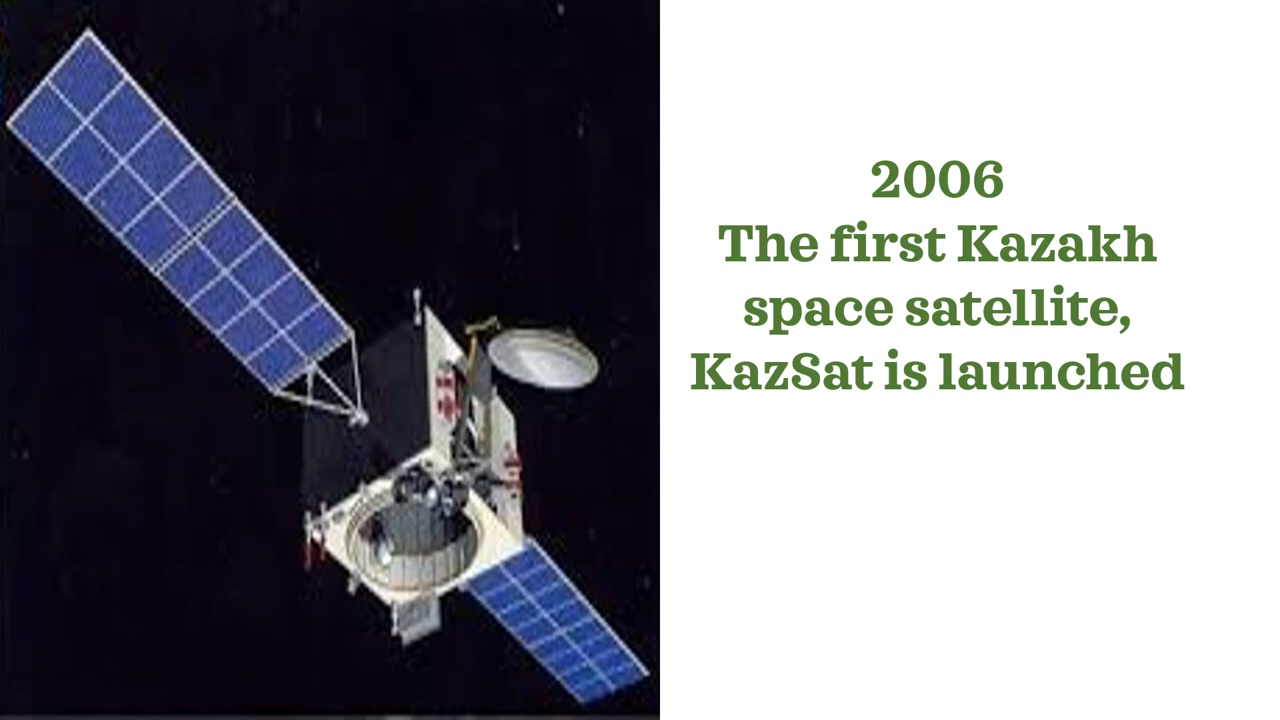 2006
The first Kazakh
space satellite,
KazSat is launched